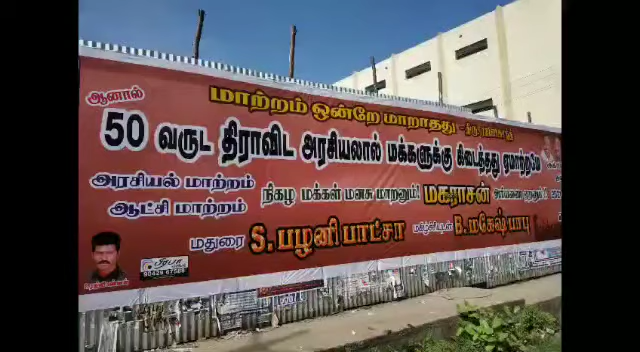 ஆனால்
மாற்றம் ஒன்றே மாறாதது -
50 வருட திராவிட அரசியலால் மக்களுக்கு கிடைத்தது ஏமாற்றமே
அரசியல் மாற்றம்
ஆட்சி மாற்றம்
நிகழ மக்கள் மனசு மாறனும்! மகராசன்
மதுரை S. பழனி பாட்சா
B. மகேஷ் பாபு